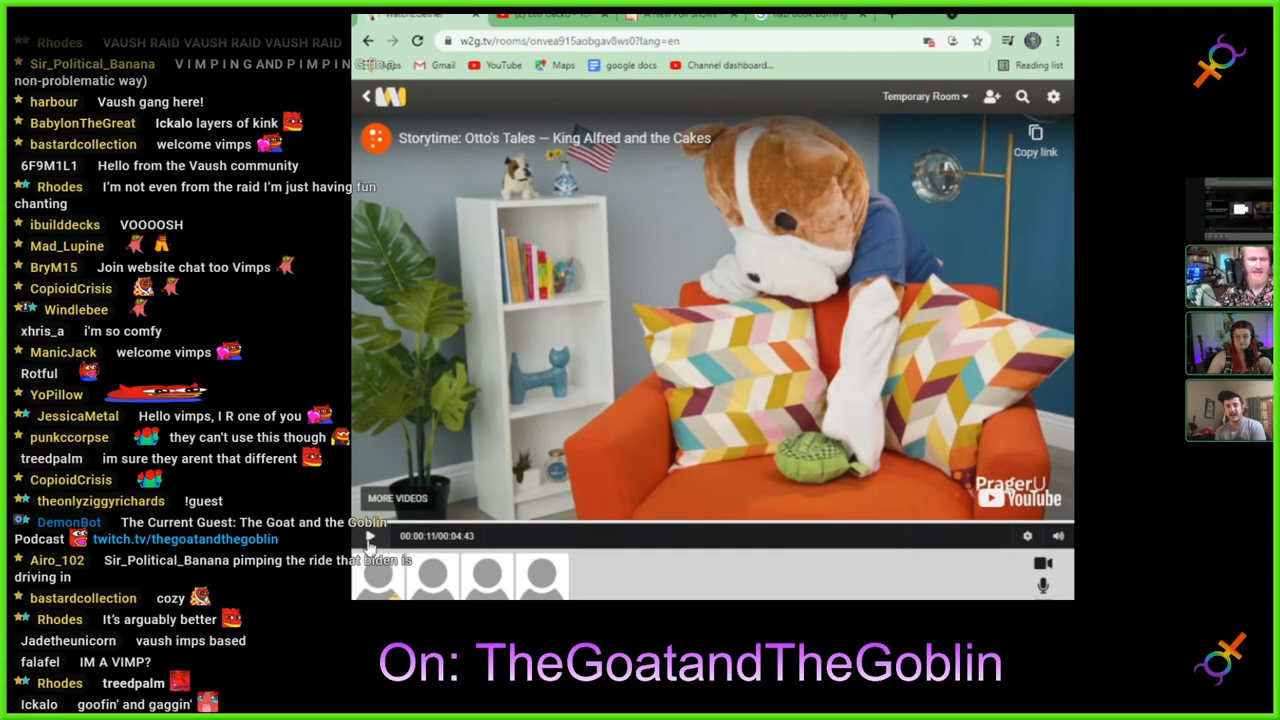 Rhodes VAUSH RAID VAUSH RAID VAUSH RAID
Sir_Political_Banana V I M P I N G AND P I M P I N G (in a
non-problematic way)
harbour Vaush gang here!
BabylonTheGreat Ickalo layers of kink
bastardcollection welcome vimps
6F9M1L1 Hello from the Vaush community
Rhodes I'm not even from the raid I'm just having fun
chanting
ibuilddecks VOOOOSH
Mad_Lupine
BryM15 Join website chat too Vimps
CopioidCrisis
Windlebee
xhris_a i'm so comfy
ManicJack welcome vimps
Rotful
YoPillow
JessicaMetal Hello vimps, I R one of you
punkccorpse they can't use this though
treedpalm im sure they arent that different
CopioidCrisis
theonlyziggyrichards !guest
DemonBot The Current Guest: The Goat and the Goblin
Podcast twitch.tv/thegoatandthegoblin
Airo_102 Sir_Political_Banana pimping the ride that biden is
driving in
bastardcollection cozy
Rhodes It's arguably better
Jadetheunicorn vaush imps based
falafel IM A VIMP?
Rhodes treedpalm
Ickalo goofin' and gaggin'
w2g.tv/rooms/onvea915aobgav8ws0?lang=en
Apps Gmail YouTube Maps google docs Channel dashboard... Reading list
Temporary Room
Storytime: Otto's Tales — King Alfred and the Cakes
Copy link
PragerU
YouTube
MORE VIDEOS
00:00:11/00:04:43
On: TheGoatandTheGoblin